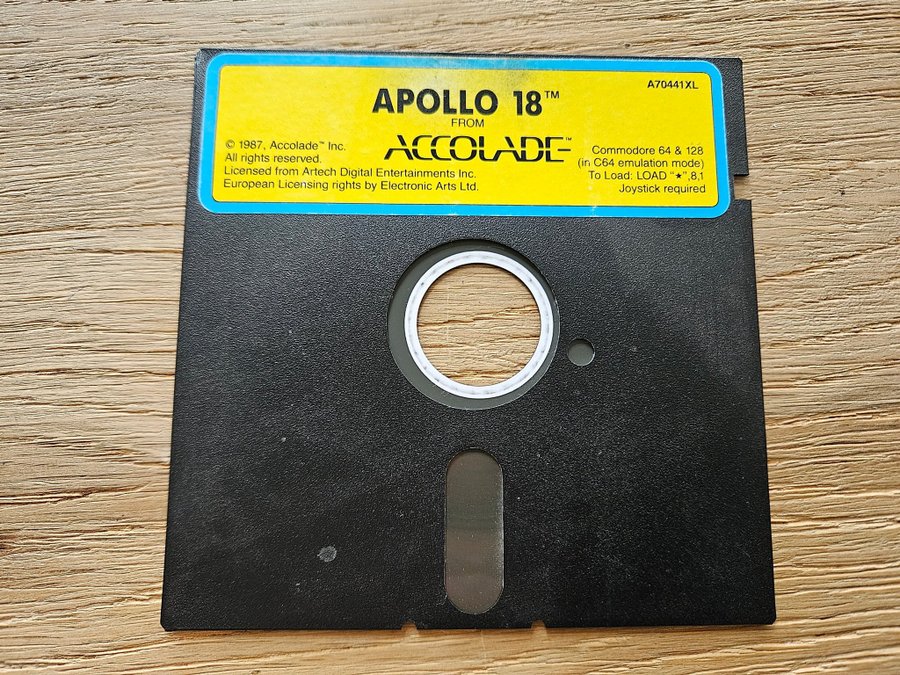 A70441XL
APOLLO 18™
FROM
ACCOLADE™
© 1987, Accolade™ Inc.
All rights reserved.
Licensed from Artech Digital Entertainments Inc.
European Licensing rights by Electronic Arts Ltd.
Commodore 64 & 128
(in C64 emulation mode)
To Load: LOAD "★",8,1
Joystick required